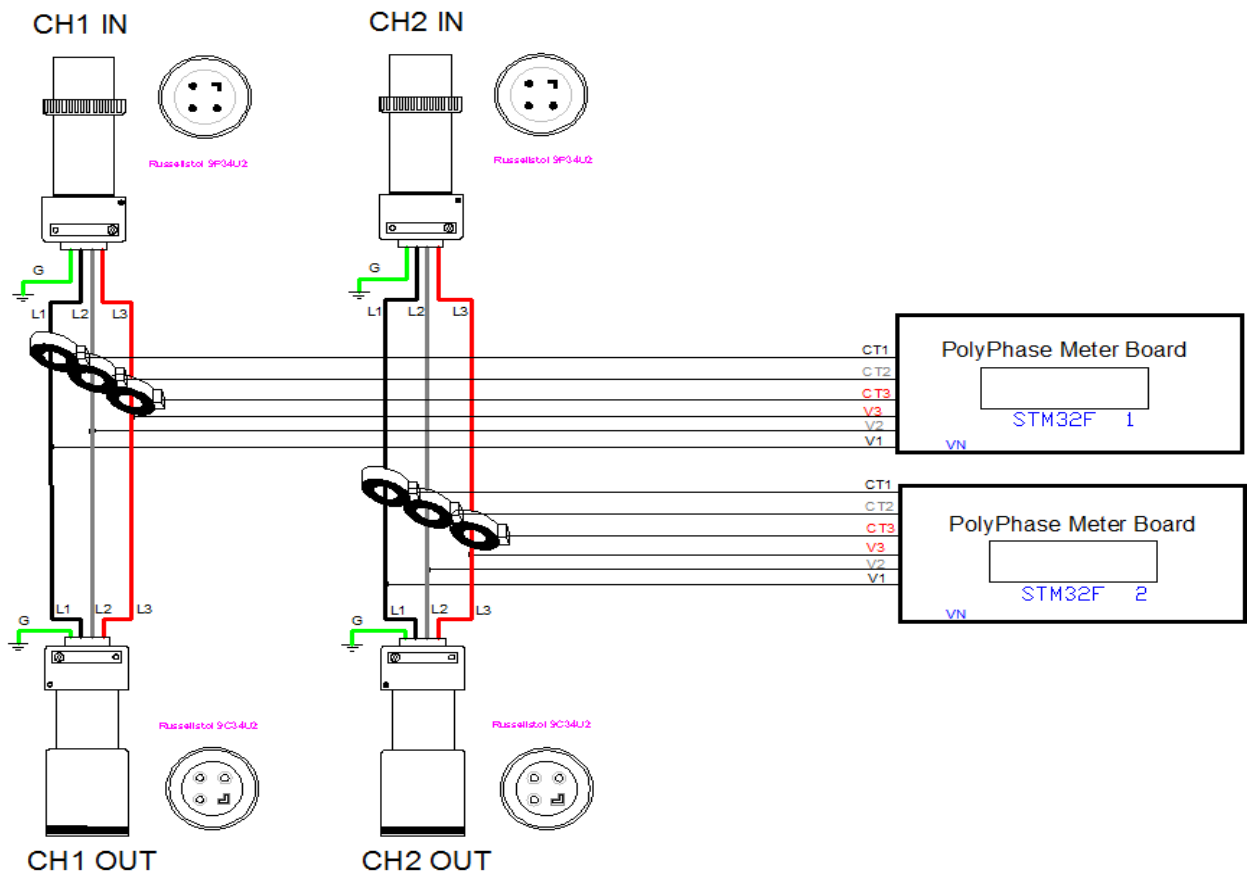 CH1 IN
CH2 IN
Russellstol 9P34U2
Russellstol 9P34U2
G
G
L1 L2 L3
L1 L2 L3
CT1
CT2
CT3
V3
V2
V1
PolyPhase Meter Board
STM32F 1
VN
CT1
CT2
CT3
V3
V2
V1
PolyPhase Meter Board
STM32F 2
VN
G
L1 L2 L3
G
L1 L2 L3
Russellstol 9C34U2
Russellstol 9C34U2
CH1 OUT
CH2 OUT